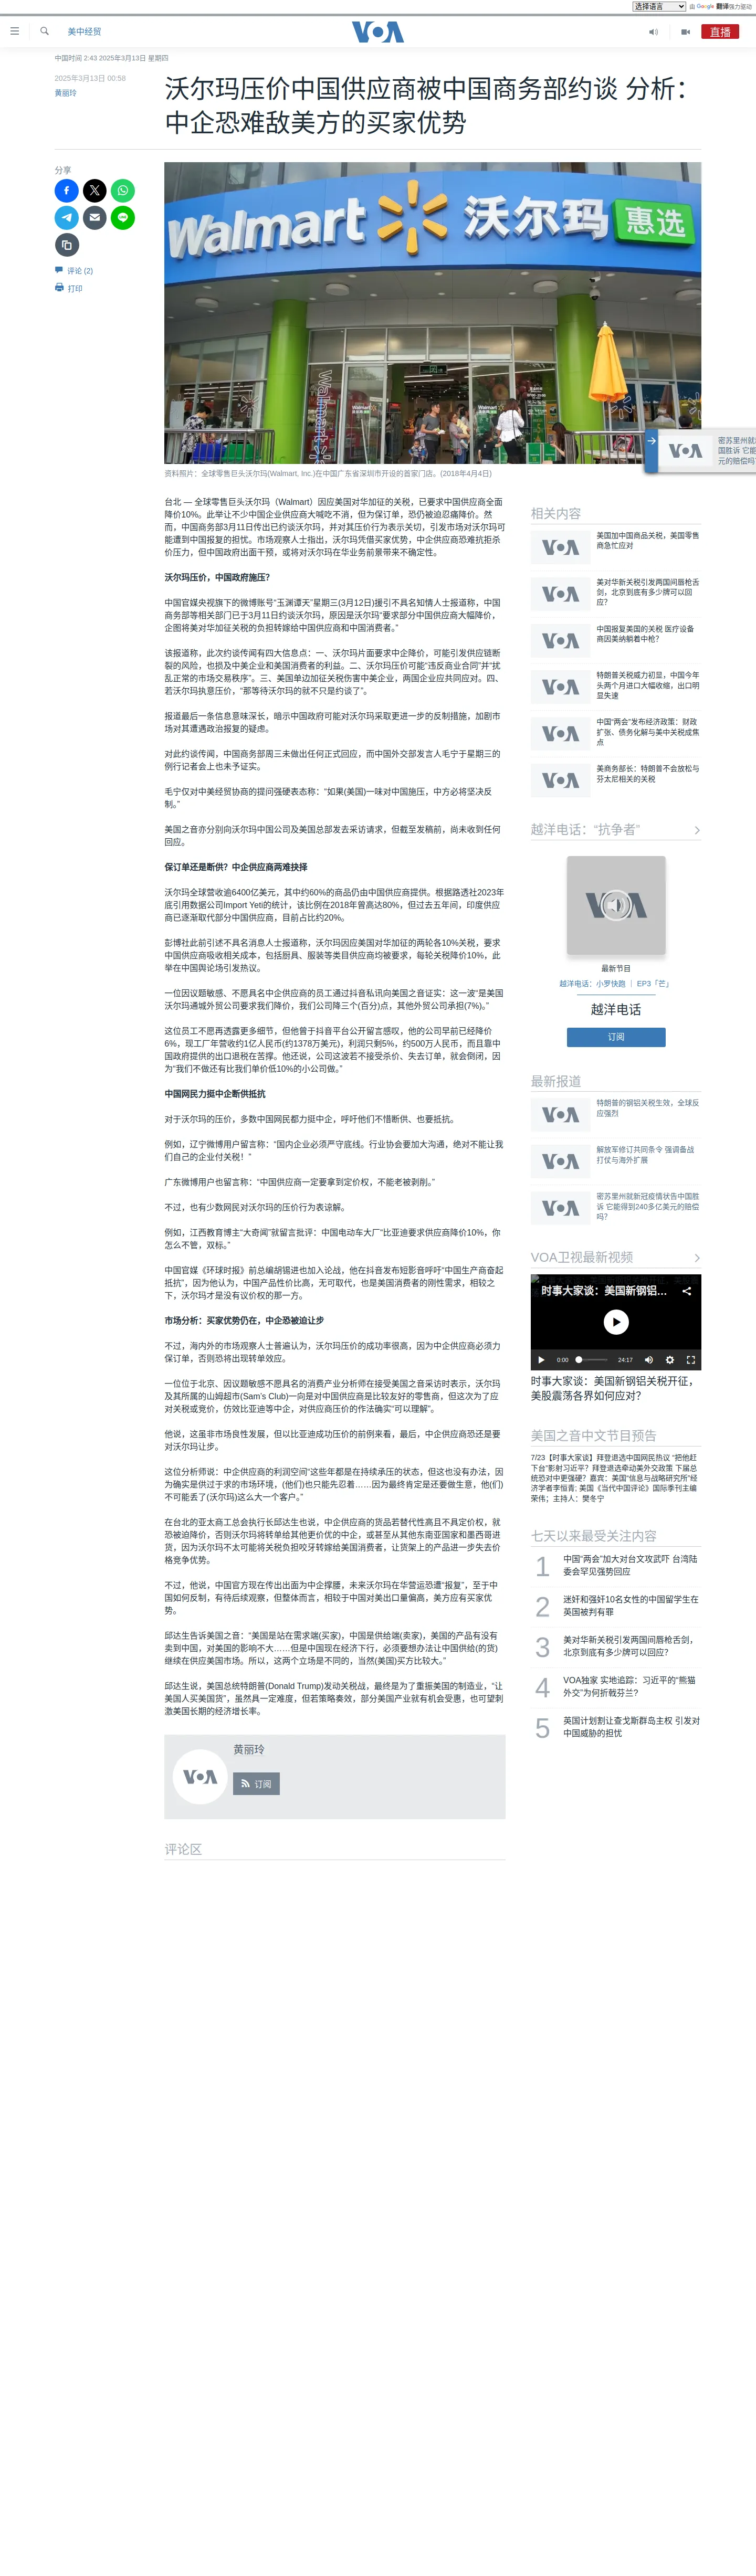 选择语言
由 Google 翻译强力驱动
美中经贸
VOA
直播
中国时间 2:43 2025年3月13日 星期四
2025年3月13日 00:58
黄丽玲
沃尔玛压价中国供应商被中国商务部约谈 分析：
中企恐难敌美方的买家优势
分享
评论 (2)
打印
Walmart 沃尔玛 惠选
资料照片：全球零售巨头沃尔玛(Walmart, Inc.)在中国广东省深圳市开设的首家门店。(2018年4月4日)
台北 — 全球零售巨头沃尔玛（Walmart）因应美国对华加征的关税，已要求中国供应商全面
降价10%。此举让不少中国企业供应商大喊吃不消，但为保订单，恐仍被迫忍痛降价。然
而，中国商务部3月11日传出已约谈沃尔玛，并对其压价行为表示关切，引发市场对沃尔玛可
能遭到中国报复的担忧。市场观察人士指出，沃尔玛凭借买家优势，中企供应商恐难抗拒杀
价压力，但中国政府出面干预，或将对沃尔玛在华业务前景带来不确定性。
沃尔玛压价，中国政府施压？
中国官媒央视旗下的微博账号“玉渊谭天”星期三(3月12日)援引不具名知情人士报道称，中国
商务部等相关部门已于3月11日约谈沃尔玛，原因是沃尔玛“要求部分中国供应商大幅降价，
企图将美对华加征关税的负担转嫁给中国供应商和中国消费者。”
该报道称，此次约谈传闻有四大信息点：一、沃尔玛片面要求中企降价，可能引发供应链断
裂的风险，也损及中美企业和美国消费者的利益。二、沃尔玛压价可能“违反商业合同”并“扰
乱正常的市场交易秩序”。三、美国单边加征关税伤害中美企业，两国企业应共同应对。四、
若沃尔玛执意压价，“那等待沃尔玛的就不只是约谈了”。
报道最后一条信息意味深长，暗示中国政府可能对沃尔玛采取更进一步的反制措施，加剧市
场对其遭遇政治报复的疑虑。
对此约谈传闻，中国商务部周三未做出任何正式回应，而中国外交部发言人毛宁于星期三的
例行记者会上也未予证实。
毛宁仅对中美经贸协商的提问强硬表态称：“如果(美国)一味对中国施压，中方必将坚决反
制。”
美国之音亦分别向沃尔玛中国公司及美国总部发去采访请求，但截至发稿前，尚未收到任何
回应。
保订单还是断供？中企供应商两难抉择
沃尔玛全球营收逾6400亿美元，其中约60%的商品仍由中国供应商提供。根据路透社2023年
底引用数据公司Import Yeti的统计，该比例在2018年曾高达80%，但过去五年间，印度供应
商已逐渐取代部分中国供应商，目前占比约20%。
彭博社此前引述不具名消息人士报道称，沃尔玛因应美国对华加征的两轮各10%关税，要求
中国供应商吸收相关成本，包括厨具、服装等类目供应商均被要求，每轮关税降价10%，此
举在中国舆论场引发热议。
一位因议题敏感、不愿具名中企供应商的员工通过抖音私讯向美国之音证实：这一波“是美国
沃尔玛通城外贸公司要求我们降价，我们公司降三个(百分)点，其他外贸公司承担(7%)。”
这位员工不愿再透露更多细节，但他曾于抖音平台公开留言感叹，他的公司早前已经降价
6%，现工厂年营收约1亿人民币(约1378万美元)，利润只剩5%，约500万人民币，而且靠中
国政府提供的出口退税在苦撑。他还说，公司这波若不接受杀价、失去订单，就会倒闭，因
为“我们不做还有比我们单价低10%的小公司做。”
中国网民力挺中企断供抵抗
对于沃尔玛的压价，多数中国网民都力挺中企，呼吁他们不惜断供、也要抵抗。
例如，辽宁微博用户留言称：“国内企业必须严守底线。行业协会要加大沟通，绝对不能让我
们自己的企业付关税！”
广东微博用户也留言称：“中国供应商一定要拿到定价权，不能老被剥削。”
不过，也有少数网民对沃尔玛的压价行为表谅解。
例如，江西教育博主“大奇闻”就留言批评：中国电动车大厂“比亚迪要求供应商降价10%，你
怎么不管，双标。”
中国官媒《环球时报》前总编胡锡进也加入论战，他在抖音发布短影音呼吁“中国生产商奋起
抵抗”，因为他认为，中国产品性价比高，无可取代，也是美国消费者的刚性需求，相较之
下，沃尔玛才是没有议价权的那一方。
市场分析：买家优势仍在，中企恐被迫让步
不过，海内外的市场观察人士普遍认为，沃尔玛压价的成功率很高，因为中企供应商必须力
保订单，否则恐将出现转单效应。
一位位于北京、因议题敏感不愿具名的消费产业分析师在接受美国之音采访时表示，沃尔玛
及其所属的山姆超市(Sam’s Club)一向是对中国供应商是比较友好的零售商，但这次为了应
对关税或竞价，仿效比亚迪等中企，对供应商压价的作法确实“可以理解”。
他说，这虽非市场良性发展，但以比亚迪成功压价的前例来看，最后，中企供应商恐还是要
对沃尔玛让步。
这位分析师说：中企供应商的利润空间“这些年都是在持续承压的状态，但这也没有办法，因
为确实是供过于求的市场环境，(他们)也只能先忍着……因为最终肯定是还要做生意，他(们)
不可能丢了(沃尔玛)这么大一个客户。”
在台北的亚太商工总会执行长邱达生也说，中企供应商的货品若替代性高且不具定价权，就
恐被迫降价，否则沃尔玛将转单给其他更价优的中企，或甚至从其他东南亚国家和墨西哥进
货，因为沃尔玛不太可能将关税负担咬牙转嫁给美国消费者，让货架上的产品进一步失去价
格竞争优势。
不过，他说，中国官方现在传出出面为中企撑腰，未来沃尔玛在华营运恐遭“报复”，至于中
国如何反制，有待后续观察，但整体而言，相较于中国对美出口量偏高，美方应有买家优
势。
邱达生告诉美国之音：“美国是站在需求端(买家)，中国是供给端(卖家)，美国的产品有没有
卖到中国，对美国的影响不大……但是中国现在经济下行，必须要想办法让中国供给(的货)
继续在供应美国市场。所以，这两个立场是不同的，当然(美国)买方比较大。”
邱达生说，美国总统特朗普(Donald Trump)发动关税战，最终是为了重振美国的制造业，“让
美国人买美国货”，虽然具一定难度，但若策略奏效，部分美国产业就有机会受惠，也可望刺
激美国长期的经济增长率。
黄丽玲
订阅
评论区
密苏里州就
国胜诉 它能
元的赔偿吗
相关内容
美国加中国商品关税，美国零售
商急忙应对
美对华新关税引发两国间唇枪舌
剑，北京到底有多少牌可以回
应？
中国报复美国的关税 医疗设备
商因美纳躺着中枪？
特朗普关税威力初显，中国今年
头两个月进口大幅收缩，出口明
显失速
中国“两会”发布经济政策：财政
扩张、债务化解与美中关税成焦
点
美商务部长：特朗普不会放松与
芬太尼相关的关税
越洋电话：“抗争者”
最新节目
越洋电话：小罗快跑 ｜ EP3「芒」
越洋电话
订阅
最新报道
特朗普的钢铝关税生效，全球反
应强烈
解放军修订共同条令 强调备战
打仗与海外扩展
密苏里州就新冠疫情状告中国胜
诉 它能得到240多亿美元的赔偿
吗？
VOA卫视最新视频
时事大家谈：美国新钢铝…
0:00
24:17
时事大家谈：美国新钢铝关税开征，
美股震荡各界如何应对？
美国之音中文节目预告
7/23【时事大家谈】拜登退选中国网民热议 “把他赶
下台”影射习近平？拜登退选牵动美外交政策 下届总
统恐对中更强硬？嘉宾：美国“信息与战略研究所”经
济学者李恒青; 美国《当代中国评论》国际季刊主编
荣伟；主持人：樊冬宁
七天以来最受关注内容
1 中国“两会”加大对台文攻武吓 台湾陆
委会罕见强势回应
2 迷奸和强奸10名女性的中国留学生在
英国被判有罪
3 美对华新关税引发两国间唇枪舌剑，
北京到底有多少牌可以回应？
4 VOA独家 实地追踪：习近平的“熊猫
外交”为何折戟芬兰?
5 英国计划割让查戈斯群岛主权 引发对
中国威胁的担忧